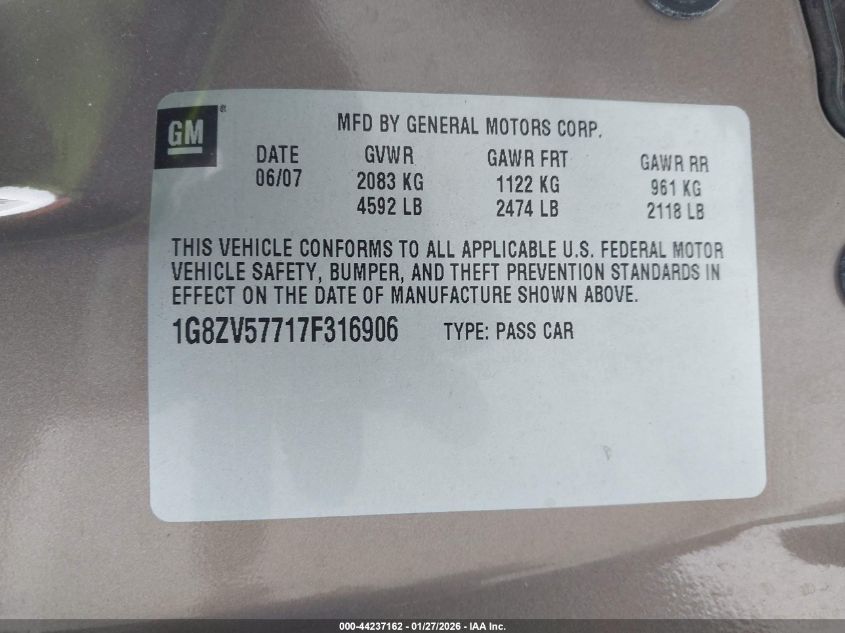 GM ®
MFD BY GENERAL MOTORS CORP.
DATE GVWR GAWR FRT GAWR RR
06/07 2083 KG 1122 KG 961 KG
4592 LB 2474 LB 2118 LB
THIS VEHICLE CONFORMS TO ALL APPLICABLE U.S. FEDERAL MOTOR
VEHICLE SAFETY, BUMPER, AND THEFT PREVENTION STANDARDS IN
EFFECT ON THE DATE OF MANUFACTURE SHOWN ABOVE.
1G8ZV57717F316906 TYPE: PASS CAR
000-44237162 - 01/27/2026 - IAA Inc.